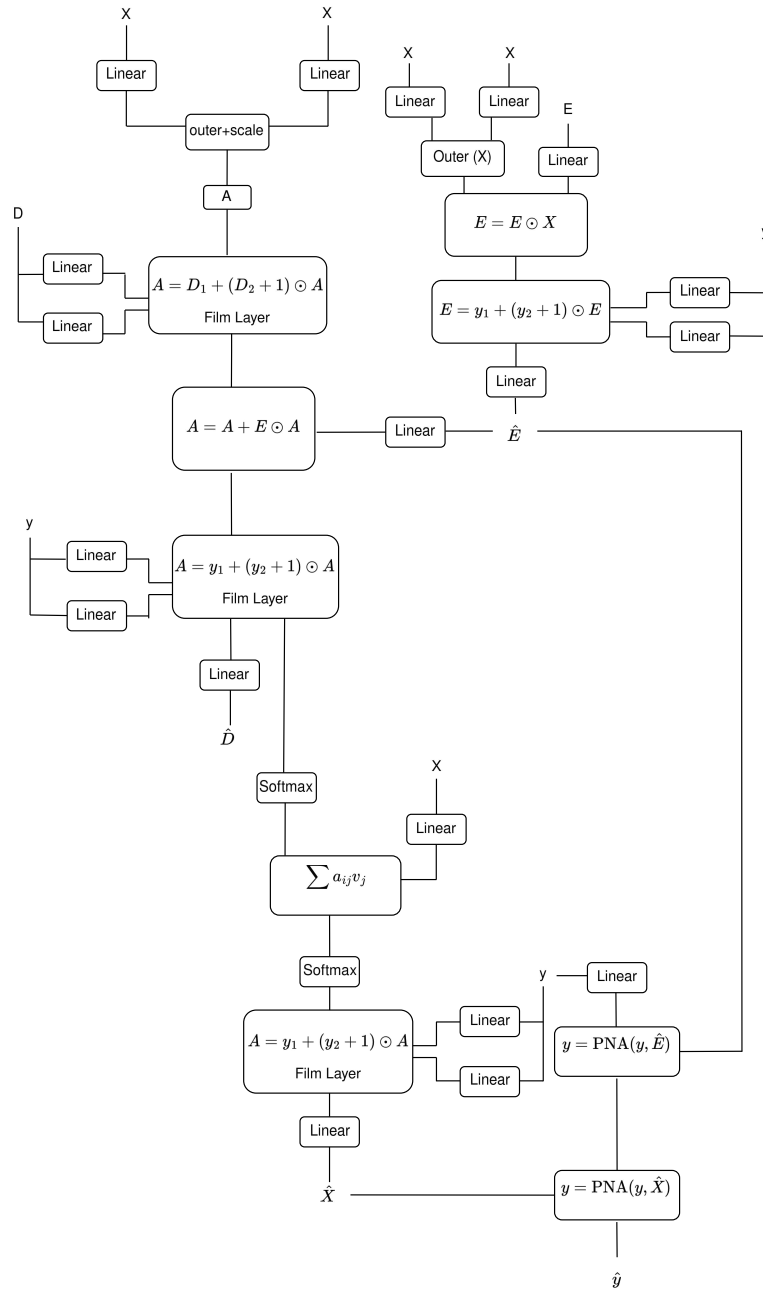 X
X
Linear
Linear
outer+scale
A
D
Linear
Linear
A = D₁ + (D₂ + 1) ⊙ A
Film Layer
X
X
Linear
Linear
E
Outer (X)
Linear
E = E ⊙ X
E = y₁ + (y₂ + 1) ⊙ E
Linear
Linear
Linear
A = A + E ⊙ A
Linear
Ê
y
Linear
Linear
A = y₁ + (y₂ + 1) ⊙ A
Film Layer
Linear
D̂
Softmax
X
Linear
∑ aᵢⱼvⱼ
Softmax
y
Linear
Linear
Linear
A = y₁ + (y₂ + 1) ⊙ A
Film Layer
y = PNA(y, Ê)
Linear
X̂
y = PNA(y, X̂)
ŷ